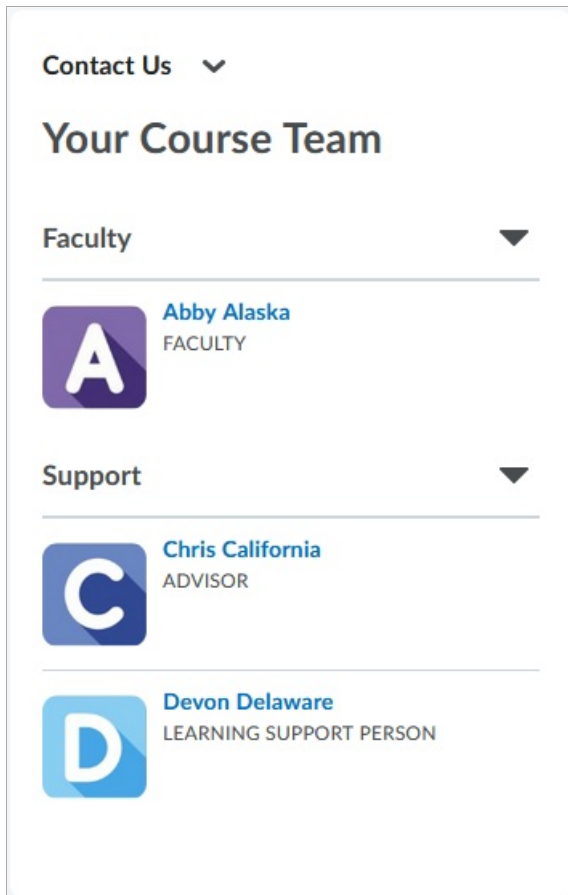 Contact Us
Your Course Team
Faculty
A
Abby Alaska
FACULTY
Support
C
Chris California
ADVISOR
D
Devon Delaware
LEARNING SUPPORT PERSON